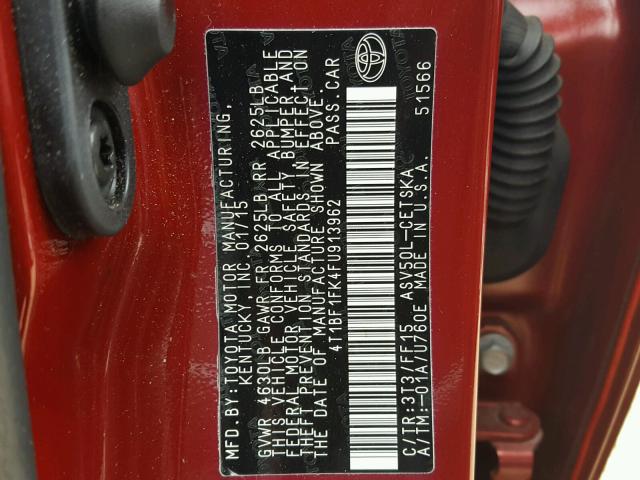 MFD.BY:TOYOTA MOTOR MANUFACTURING,
KENTUCKY, INC. 01/15
GVWR 4630LB GAWR FR 2625LB RR 2625LB
THIS VEHICLE CONFORMS TO ALL APPLICABLE
FEDERAL MOTOR VEHICLE SAFETY, BUMPER,AND
THEFT PREVENTION STANDARDS IN EFFECT ON
THE DATE OF MANUFACTURE SHOWN ABOVE.
4T1BF1FK4FU913962 PASS.CAR
C/TR:3T3/FF15 ASV50L-CETSKA
A/TM:-01A/U760E MADE IN U.S.A.
51566
TOYOTA